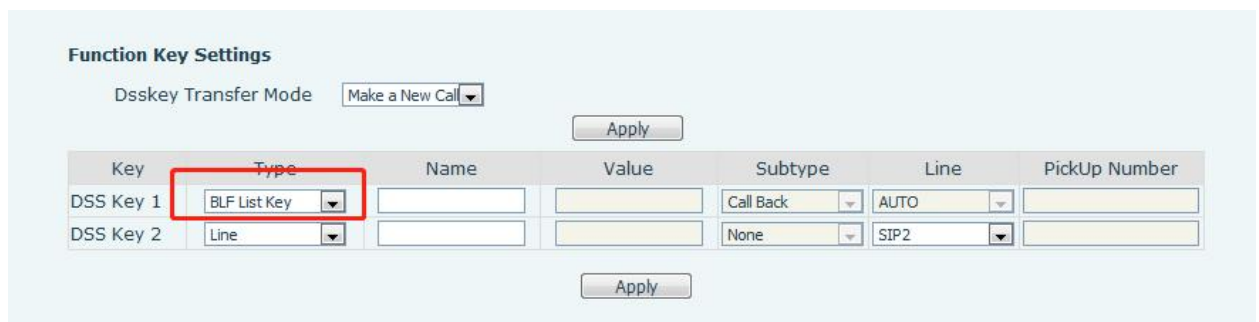 Function Key Settings
Dsskey Transfer Mode Make a New Call
Apply
Key Type Name Value Subtype Line PickUp Number
DSS Key 1 BLF List Key Call Back AUTO
DSS Key 2 Line None SIP2
Apply